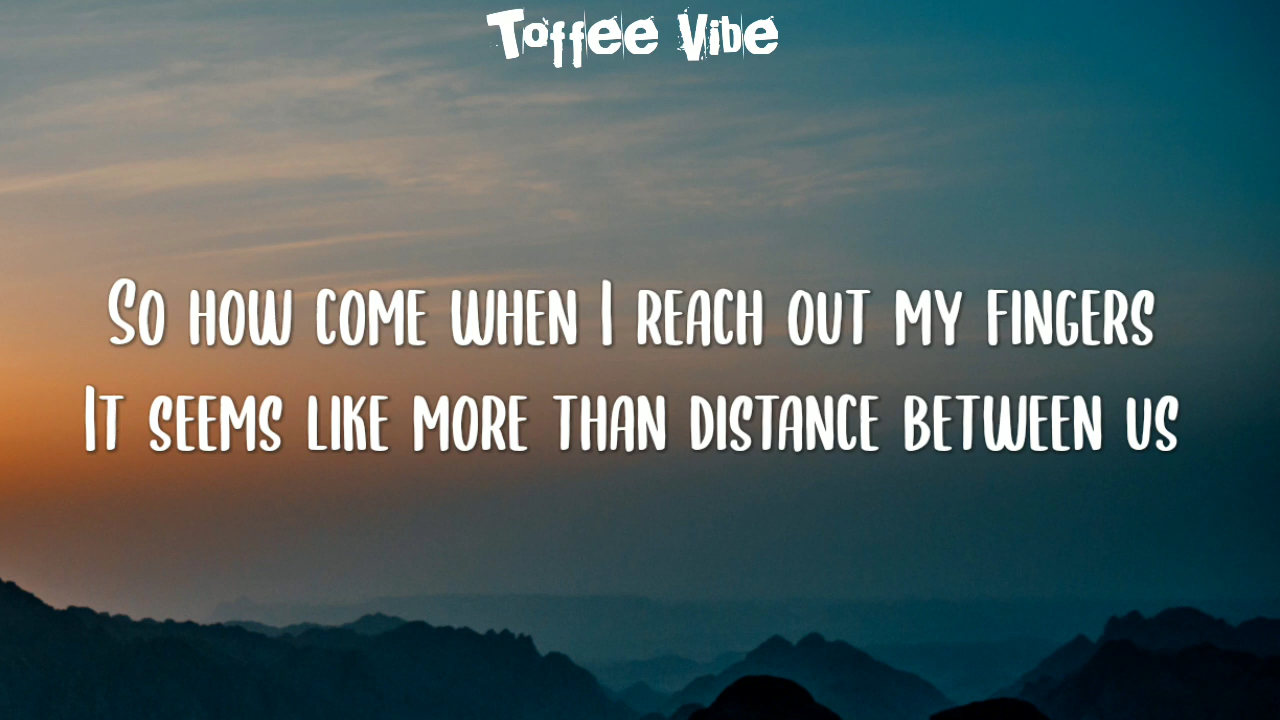 Toffee Vibe
So how come when I reach out my fingers
It seems like more than distance between us